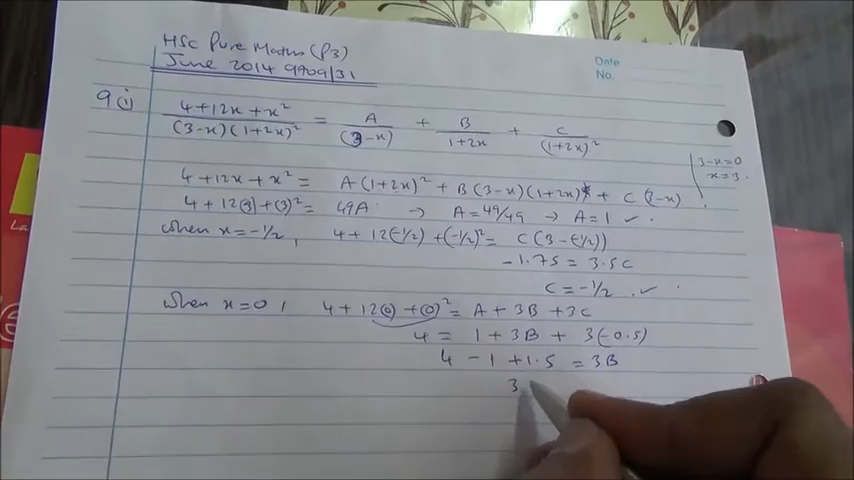 HSC Pure Maths (P3)
June 2014 9709/31
Date
No.
9(i) (4+12x+x²)/((3-x)(1+2x)²) = A/(3-x) + B/(1+2x) + C/(1+2x)²
3-x=0
x=3.
4+12x+x² = A(1+2x)² + B(3-x)(1+2x) + C(3-x)
4+12(3)+(3)² = 49A → A=49/49 → A=1 ✓.
When x=-1/2, 4+12(-1/2)+(-1/2)² = C(3-(-1/2))
-1.75 = 3.5C
C=-1/2. ✓
When x=0, 4+12(0)+(0)² = A+3B+3C
4 = 1+3B + 3(-0.5)
4 -1 +1.5 = 3B
3